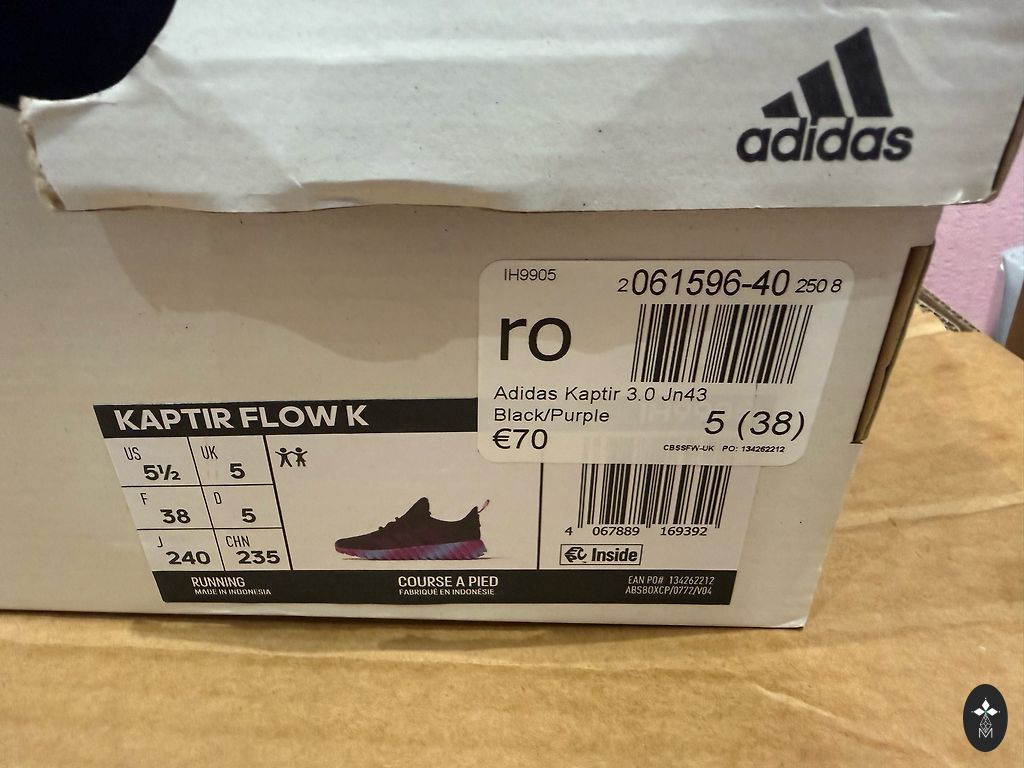 adidas
IH9905
2 061596-40 250 8
ro
Adidas Kaptir 3.0 Jn43
Black/Purple
5 (38)
€70
CBSSFW-UK PO: 134262212
KAPTIR FLOW K
US 5½
UK 5
F 38
D 5
J 240
CHN 235
4 067889 169392
Inside
RUNNING
MADE IN INDONESIA
COURSE A PIED
FABRIQUÉ EN INDONÉSIE
EAN PO# 134262212
ABSBOXCP/0772/V04
M